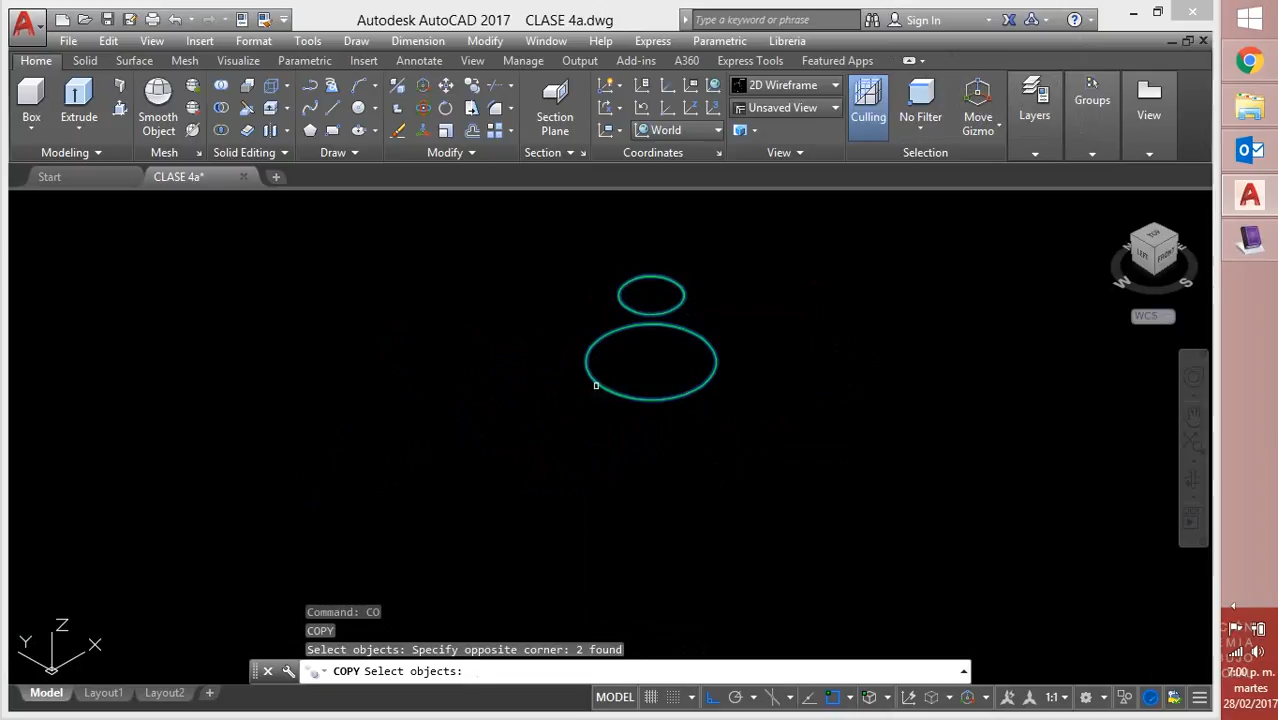 Autodesk AutoCAD 2017 CLASE 4a.dwg
Type a keyword or phrase
Sign In
File Edit View Insert Format Tools Draw Dimension Modify Window Help Express Parametric Libreria
Home Solid Surface Mesh Visualize Parametric Insert Annotate View Manage Output Add-ins A360 Express Tools Featured Apps
Box
Extrude
Smooth
Object
Section
Plane
World
2D Wireframe
Unsaved View
Culling
No Filter
Move
Gizmo
Layers
Groups
View
Modeling Mesh Solid Editing Draw Modify Section Coordinates View Selection
Start
CLASE 4a*
TOP
LEFT
FRONT
W
S
WCS
Z
Y
X
Command: CO
COPY
Select objects: Specify opposite corner: 2 found
COPY Select objects:
Model Layout1 Layout2
MODEL
1:1
7:00 p. m.
martes
28/02/2017